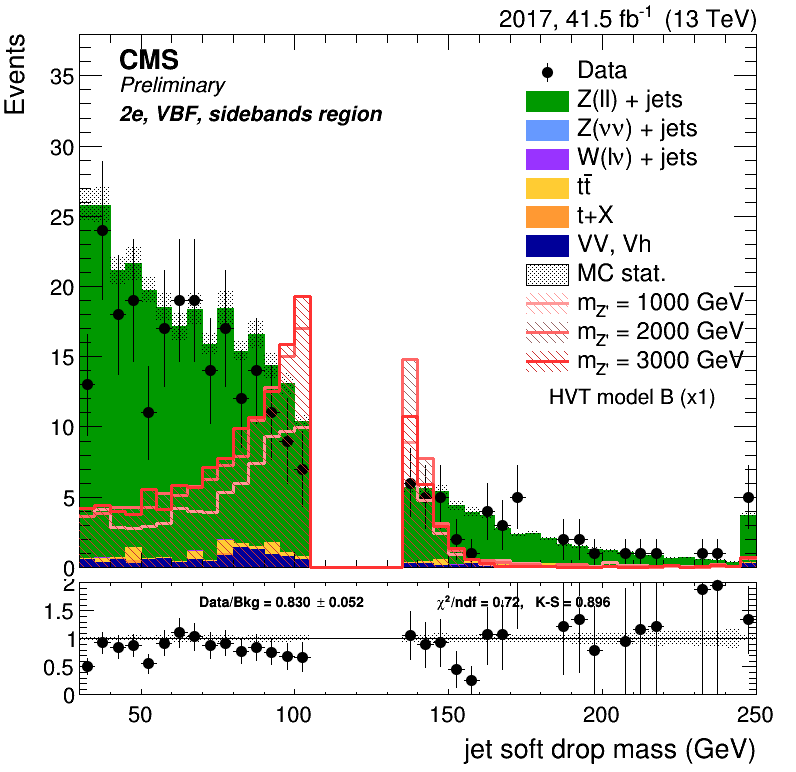 2017, 41.5 fb⁻¹ (13 TeV)
Events
CMS
Preliminary
2e, VBF, sidebands region
Data
Z(ll) + jets
Z(νν) + jets
W(lν) + jets
tt̄
t+X
VV, Vh
MC stat.
m_Z' = 1000 GeV
m_Z' = 2000 GeV
m_Z' = 3000 GeV
HVT model B (x1)
35
30
25
20
15
10
5
0
Data/Bkg = 0.830 ± 0.052 χ²/ndf = 0.72, K-S = 0.896
2
1.5
1
0.5
0
50 100 150 200 250
jet soft drop mass (GeV)